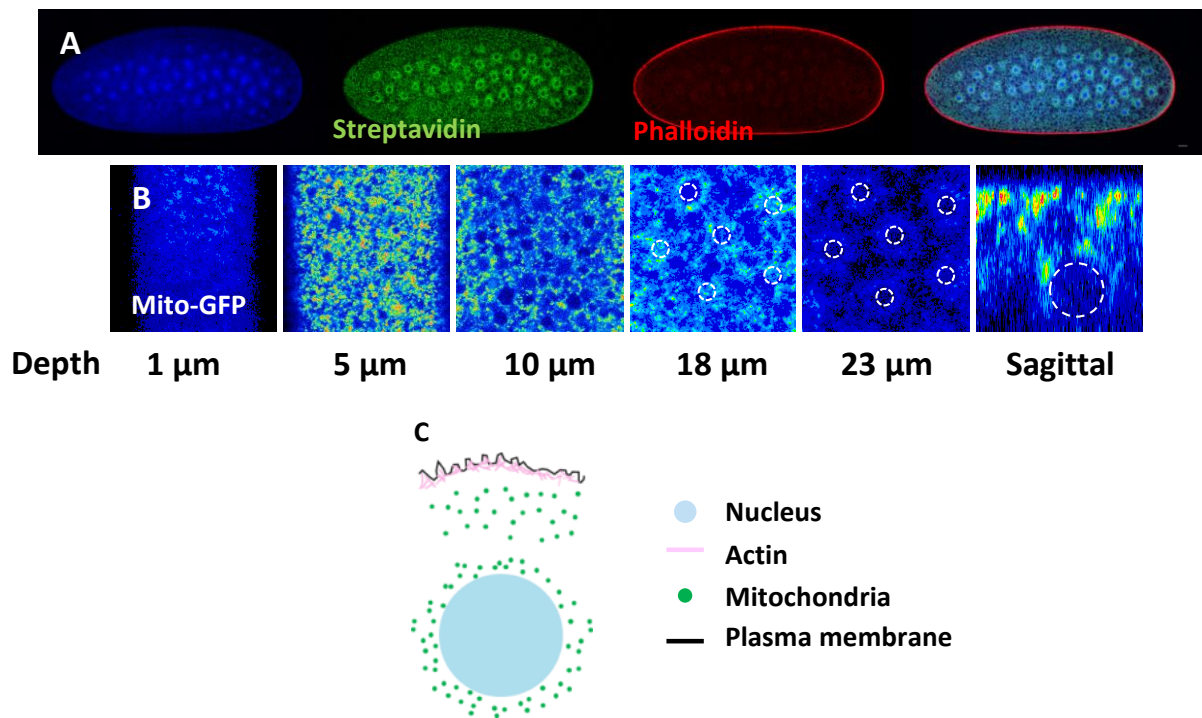 A
Streptavidin
Phalloidin
B
Mito-GFP
Depth
1 µm
5 µm
10 µm
18 µm
23 µm
Sagittal
C
Nucleus
Actin
Mitochondria
Plasma membrane